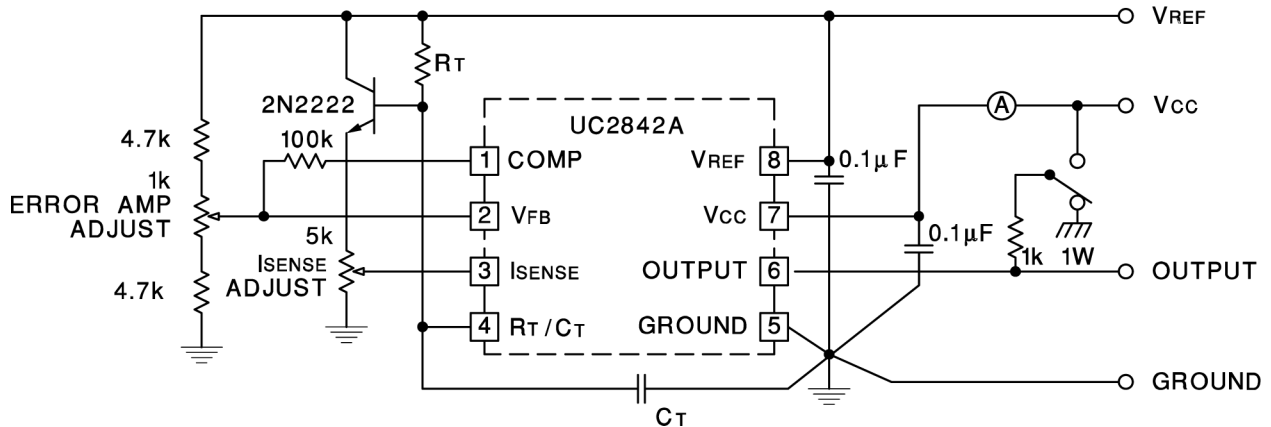 VREF
RT
A
VCC
2N2222
UC2842A
4.7k
100k
1 COMP
VREF 8
0.1μF
1k
ERROR AMP
ADJUST
2 VFB
VCC 7
0.1μF
5k
ISENSE
ADJUST
3 ISENSE
OUTPUT 6
1k
1W
OUTPUT
4.7k
4 RT/CT
GROUND 5
CT
GROUND